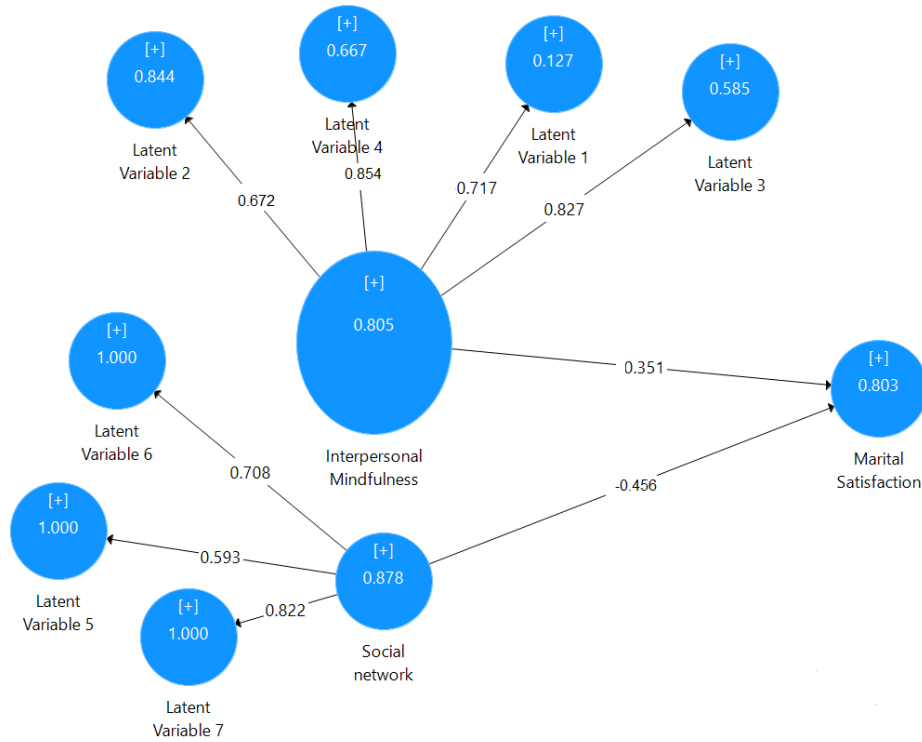 [+]
0.844
Latent
Variable 2
[+]
0.667
Latent
Variable 4
[+]
0.127
Latent
Variable 1
[+]
0.585
Latent
Variable 3
0.672
0.854
0.717
0.827
[+]
0.805
Interpersonal
Mindfulness
0.351
[+]
0.803
Marital
Satisfaction
[+]
1.000
Latent
Variable 6
0.708
-0.456
[+]
1.000
Latent
Variable 5
0.593
[+]
0.878
Social
network
0.822
[+]
1.000
Latent
Variable 7